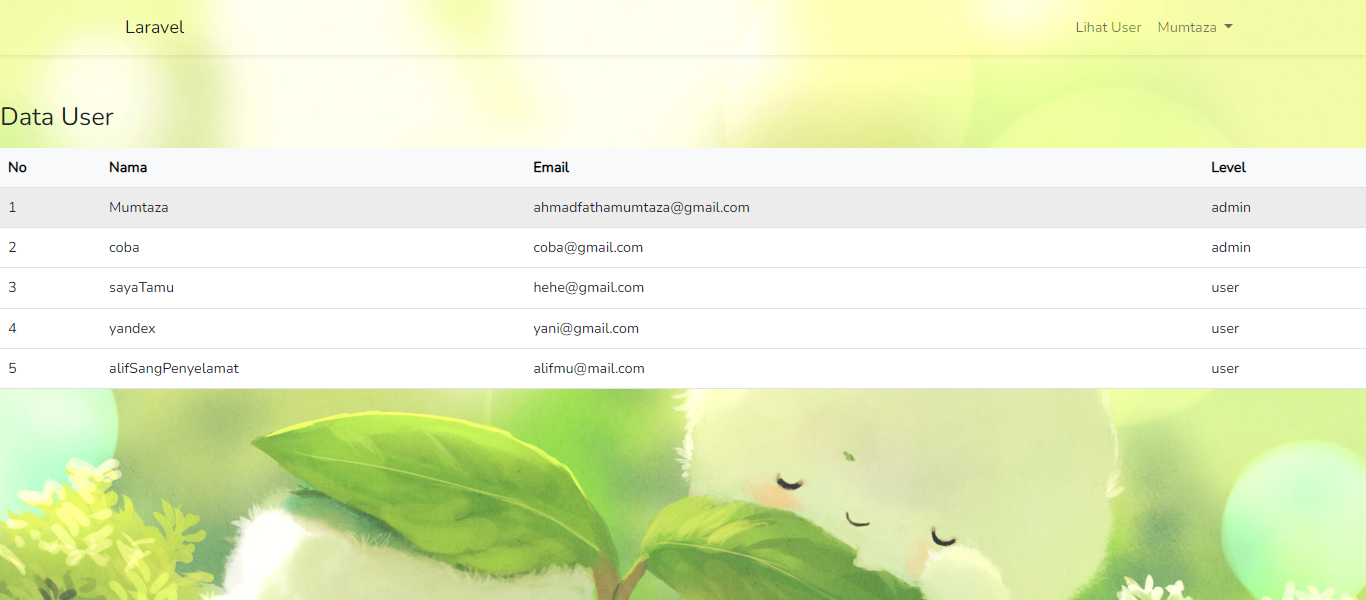 Laravel Lihat User Mumtaza
Data User
No Nama Email Level
1 Mumtaza ahmadfathamumtaza@gmail.com admin
2 coba coba@gmail.com admin
3 sayaTamu hehe@gmail.com user
4 yandex yani@gmail.com user
5 alifSangPenyelamat alifmu@mail.com user